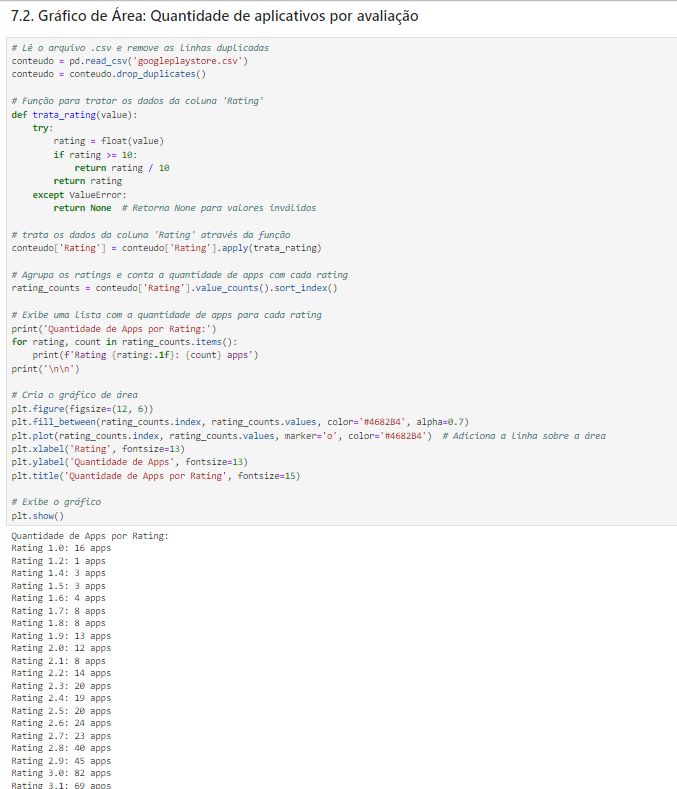 7.2. Gráfico de Área: Quantidade de aplicativos por avaliação
# Lê o arquivo .csv e remove as linhas duplicadas
conteudo = pd.read_csv('googleplaystore.csv')
conteudo = conteudo.drop_duplicates()
# Função para tratar os dados da coluna 'Rating'
def trata_rating(value):
    try:
        rating = float(value)
        if rating >= 10:
            return rating / 10
        return rating
    except ValueError:
        return None  # Retorna None para valores inválidos
# trata os dados da coluna 'Rating' através da função
conteudo['Rating'] = conteudo['Rating'].apply(trata_rating)
# Agrupa os ratings e conta a quantidade de apps com cada rating
rating_counts = conteudo['Rating'].value_counts().sort_index()
# Exibe uma lista com a quantidade de apps para cada rating
print('Quantidade de Apps por Rating:')
for rating, count in rating_counts.items():
    print(f'Rating {rating:.1f}: {count} apps')
print('\n\n')
# Cria o gráfico de área
plt.figure(figsize=(12, 6))
plt.fill_between(rating_counts.index, rating_counts.values, color='#4682B4', alpha=0.7)
plt.plot(rating_counts.index, rating_counts.values, marker='o', color='#4682B4')  # Adiciona a linha sobre a área
plt.xlabel('Rating', fontsize=13)
plt.ylabel('Quantidade de Apps', fontsize=13)
plt.title('Quantidade de Apps por Rating', fontsize=15)
# Exibe o gráfico
plt.show()
Quantidade de Apps por Rating:
Rating 1.0: 16 apps
Rating 1.2: 1 apps
Rating 1.4: 3 apps
Rating 1.5: 3 apps
Rating 1.6: 4 apps
Rating 1.7: 8 apps
Rating 1.8: 8 apps
Rating 1.9: 13 apps
Rating 2.0: 12 apps
Rating 2.1: 8 apps
Rating 2.2: 14 apps
Rating 2.3: 20 apps
Rating 2.4: 19 apps
Rating 2.5: 20 apps
Rating 2.6: 24 apps
Rating 2.7: 23 apps
Rating 2.8: 40 apps
Rating 2.9: 45 apps
Rating 3.0: 82 apps
Rating 3.1: 69 apps